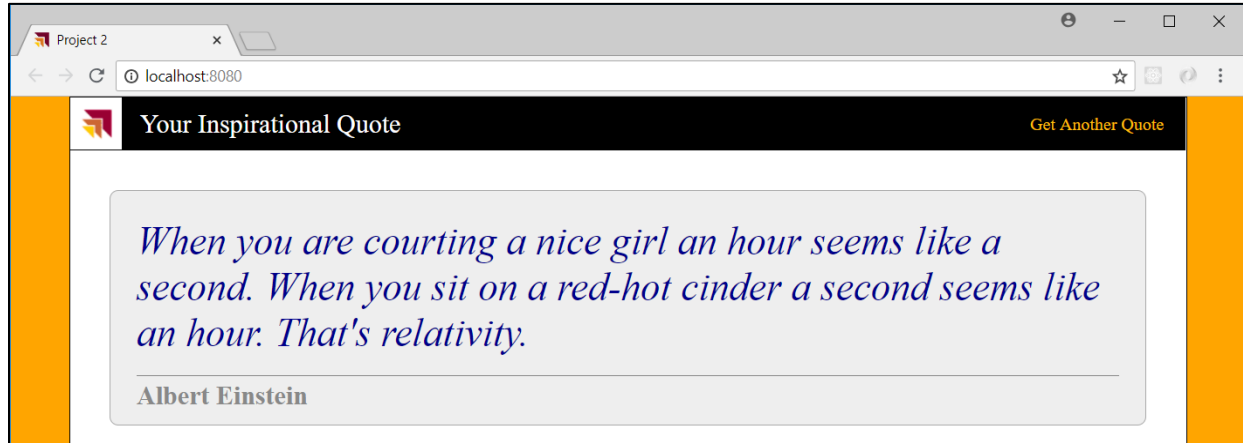 Project 2
localhost:8080
Your Inspirational Quote
Get Another Quote
When you are courting a nice girl an hour seems like a
second. When you sit on a red-hot cinder a second seems like
an hour. That's relativity.
Albert Einstein